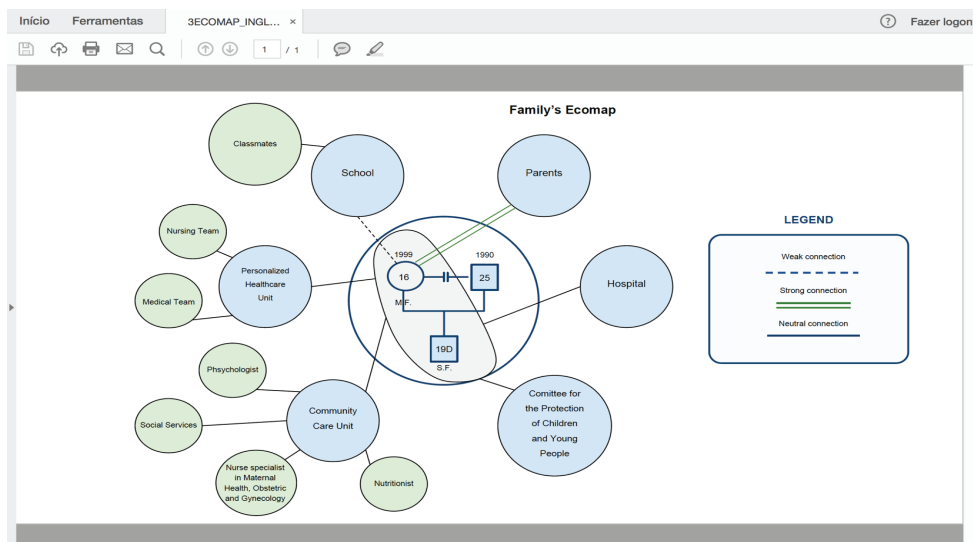 Início Ferramentas 3ECOMAP_INGL... × ? Fazer logon
1 / 1
Family's Ecomap
Classmates
School
Parents
LEGEND
Weak connection
Strong connection
Neutral connection
Nursing Team
Personalized
Healthcare
Unit
Medical Team
1999
1990
16
25
M.F.
19D
S.F.
Hospital
Phsychologist
Social Services
Community
Care Unit
Nurse specialist
in Maternal
Health, Obstetric
and Gynecology
Nutritionist
Comittee for
the Protection
of Children
and Young
People